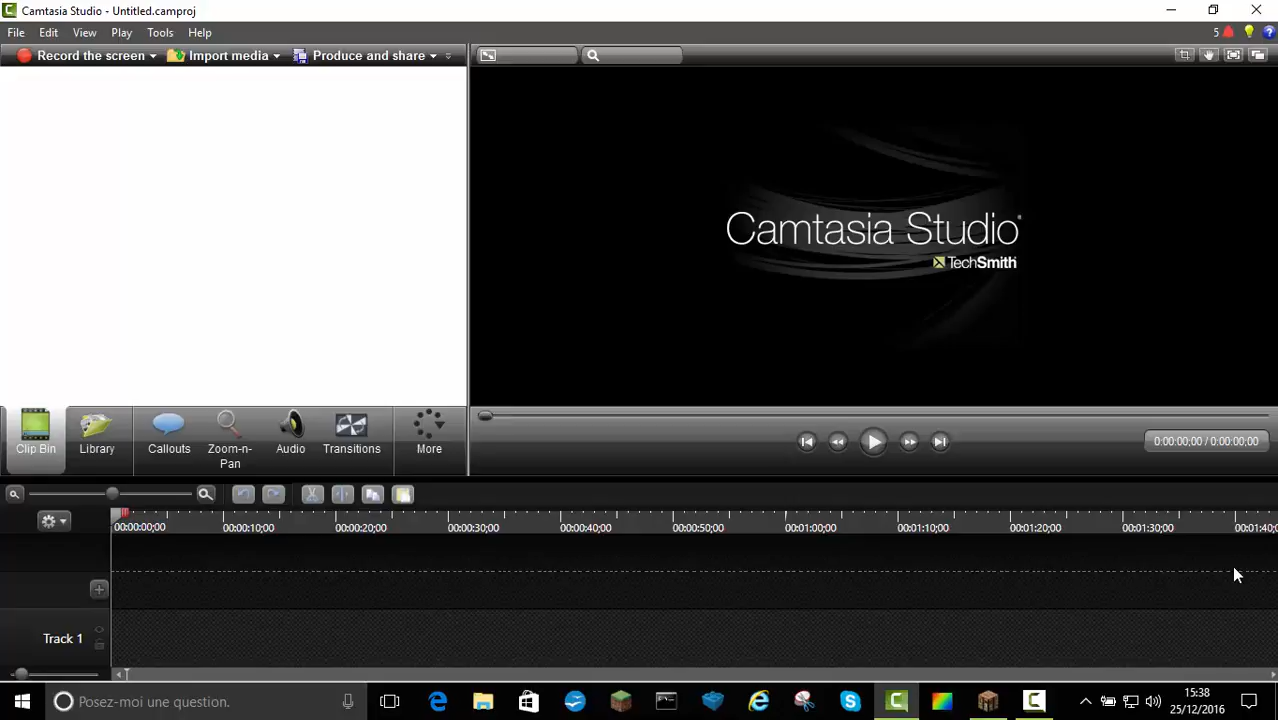 Camtasia Studio - Untitled.camproj
File Edit View Play Tools Help
5
Record the screen Import media Produce and share
Camtasia Studio®
TechSmith
Clip Bin Library Callouts Zoom-n-Pan Audio Transitions More
0:00:00;00 / 0:00:00;00
00:00:00;00 00:00:10;00 00:00:20;00 00:00:30;00 00:00:40;00 00:00:50;00 00:01:00;00 00:01:10;00 00:01:20;00 00:01:30;00 00:01:40;00
Track 1
Posez-moi une question.
15:38
25/12/2016